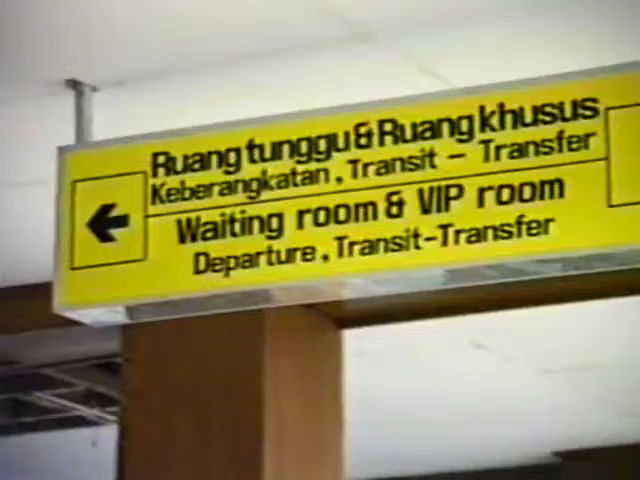 Ruang tunggu & Ruang khusus
Keberangkatan , Transit - Transfer
Waiting room & VIP room
Departure , Transit-Transfer